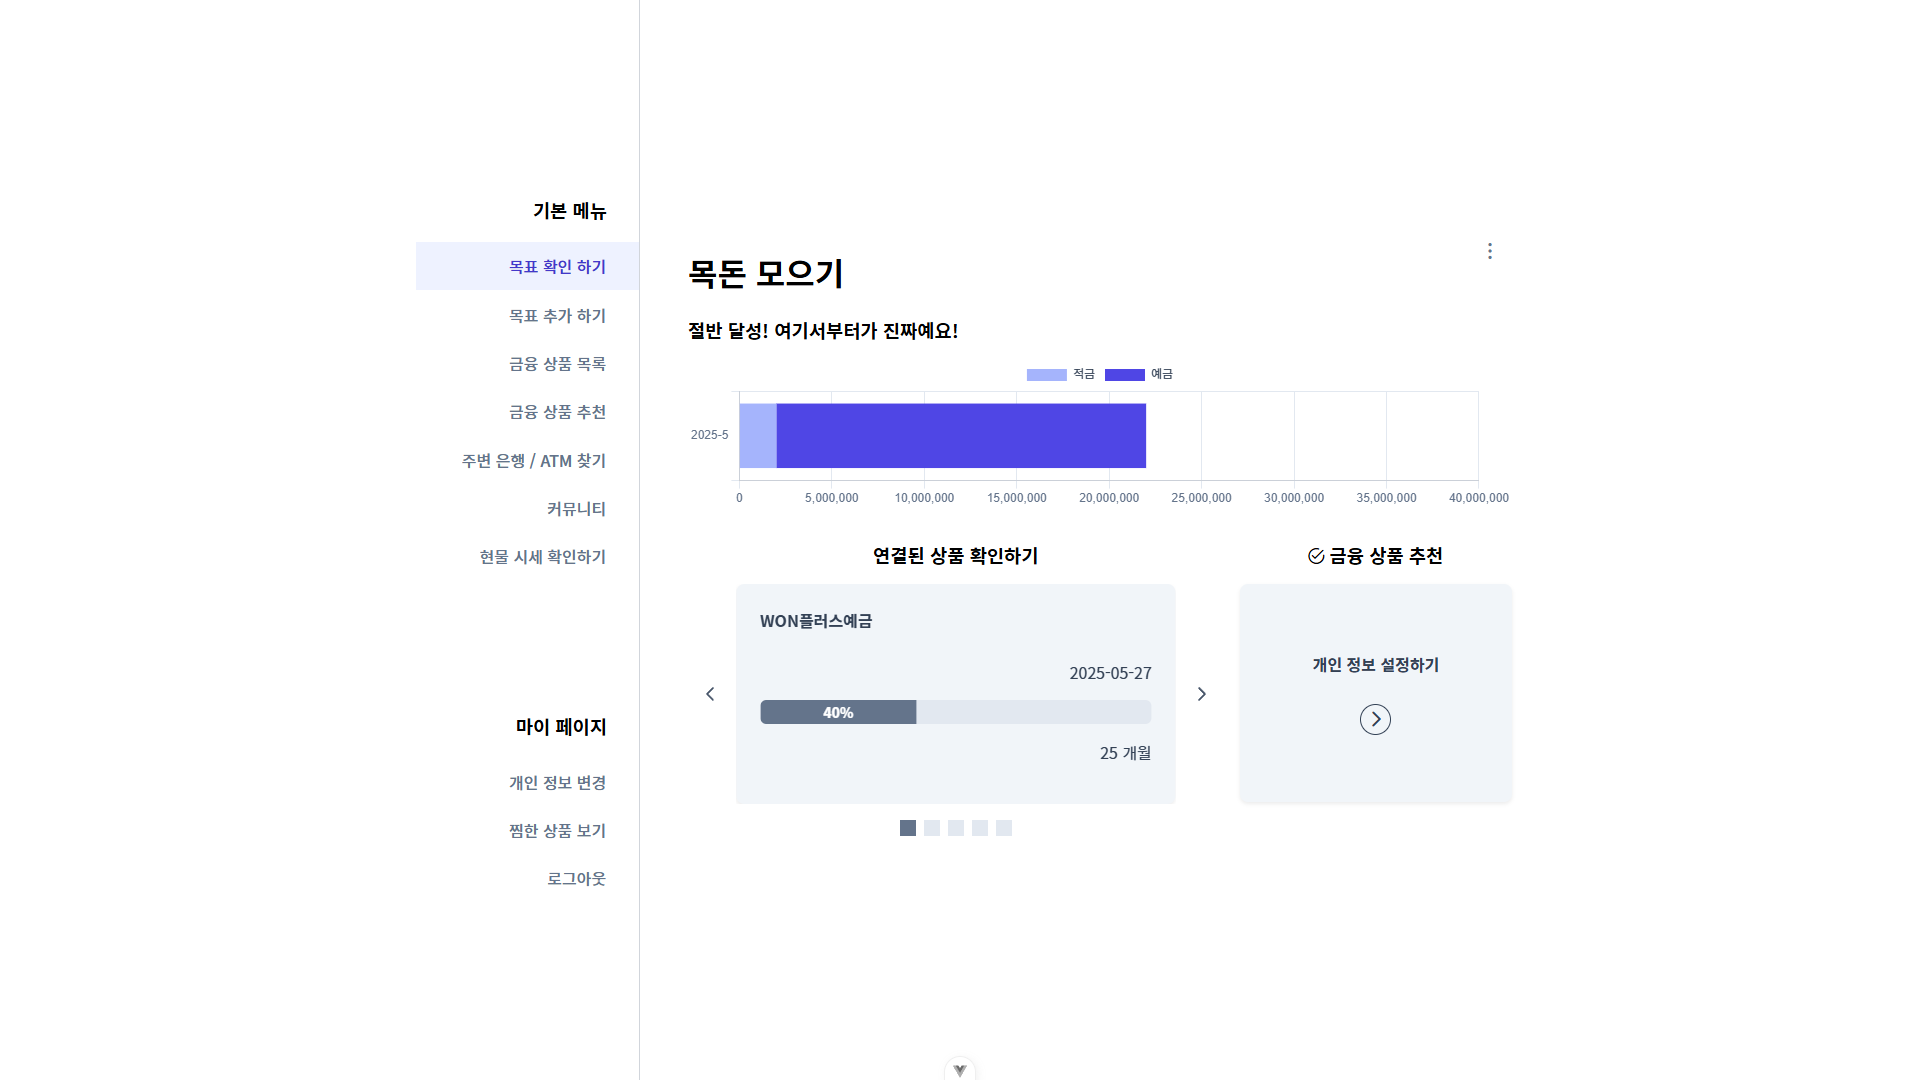 기본 메뉴
목표 확인 하기
목표 추가 하기
금융 상품 목록
금융 상품 추천
주변 은행 / ATM 찾기
커뮤니티
현물 시세 확인하기
마이 페이지
개인 정보 변경
찜한 상품 보기
로그아웃
목돈 모으기
절반 달성! 여기서부터가 진짜예요!
적금 예금
2025-5
0 5,000,000 10,000,000 15,000,000 20,000,000 25,000,000 30,000,000 35,000,000 40,000,000
연결된 상품 확인하기
WON플러스예금
2025-05-27
40%
25 개월
금융 상품 추천
개인 정보 설정하기